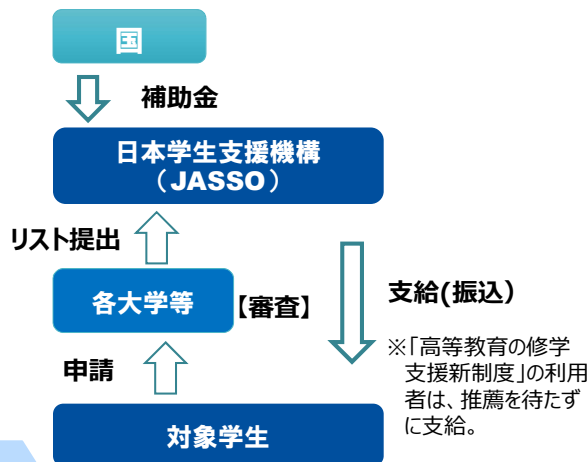 国
補助金
日本学生支援機構
（JASSO）
リスト提出
各大学等
【審査】
支給(振込）
※「高等教育の修学
支援新制度」の利用
者は、推薦を待たず
に支給。
申請
対象学生